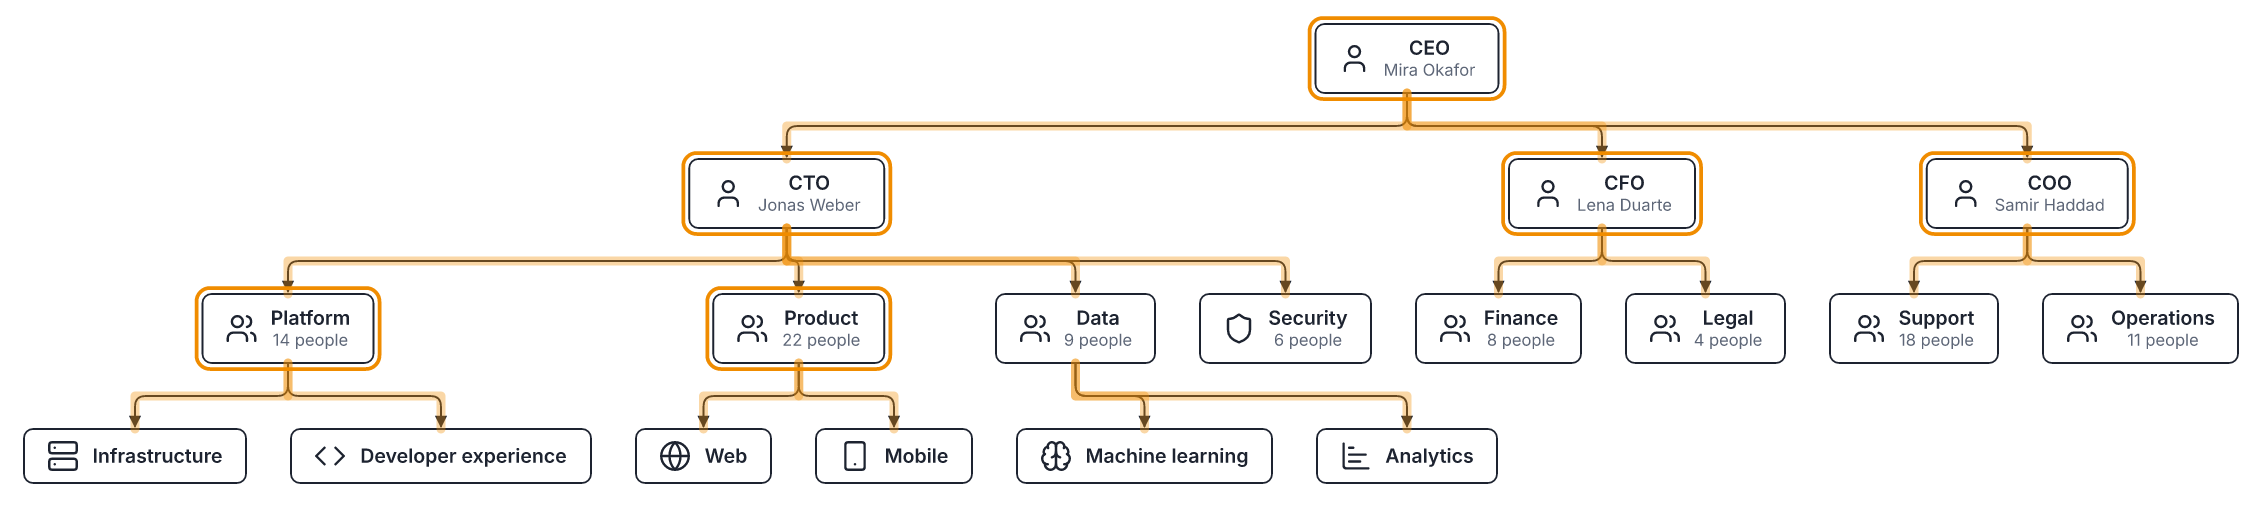 CEO
Mira Okafor
CTO
Jonas Weber
CFO
Lena Duarte
COO
Samir Haddad
Platform
14 people
Product
22 people
Data
9 people
Security
6 people
Finance
8 people
Legal
4 people
Support
18 people
Operations
11 people
Infrastructure
Developer experience
Web
Mobile
Machine learning
Analytics